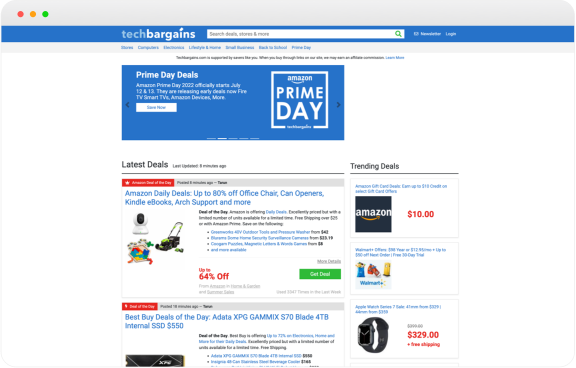 techbargains
Search deals, stores & more
Newsletter Login
Stores Computers Electronics Lifestyle & Home Small Business Back to School Prime Day
Techbargains.com is supported by savers like you. When you buy through links on our site, we may earn an affiliate commission. Learn More
Prime Day Deals
Amazon Prime Day 2022 officially starts July
12 & 13. They are releasing early deals now Fire
TV Smart TVs, Amazon Devices, More.
Save Now
amazon
PRIME
DAY
techbargains
Latest Deals Last Updated: 8 minutes ago
Amazon Deal of the Day Posted 6 minutes ago – Tanar
Amazon Daily Deals: Up to 80% off Office Chair, Can Openers,
Kindle eBooks, Arch Support and more
Deal of the Day. Amazon is offering Daily Deals. Excellently priced but with a
limited number of units available for a limited time. Free Shipping over $25
or with Amazon Prime. Save on the following:
Greenworks 40V Outdoor Tools and Pressure Washer from $42
Blurams Dome Home Security Surveillance Cameras from $23.19
Coogam Puzzles, Magnetic Letters & Words Games from $8
and more available.
More Details
Up to
64% Off
Get Deal
From Amazon in Home & Garden
and Gaming Sales
Used 3167 Times in the Last Week
Deal of the Day Posted 18 minutes ago – Tanar
Best Buy Deals of the Day: Adata XPG GAMMIX S70 Blade 4TB
Internal SSD $550
Deal of the Day: Best Buy is offering Up to 72% on Electronics, Home and
More for their Daily Deals. Excellently priced but with a limited number of
units available for a limited time. Free Shipping.
Adata XPG GAMMIX S70 Blade 4TB Internal SSD $550
Insignia 49-Can Stainless Steel Beverage Cooler $165
Trending Deals
Amazon Gift Card Deals: Earn up to $10 Credit on
select Gift Card Offers
amazon
$10.00
Walmart+ Offers: $98 Year or $12.95/mo + Up to
$50 off Next Order | Free 30-Day Trial
Walmart+
Apple Watch Series 7 Sale: 41mm from $329 |
45mm from $359
$399.00
$329.00
+ free shipping